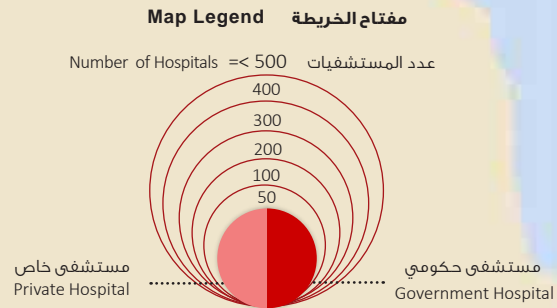 Map Legend مفتاح الخريطة
Number of Hospitals =< 500 عدد المستشفيات
400
300
200
100
50
مستشفى خاص
Private Hospital
مستشفى حكومي
Government Hospital